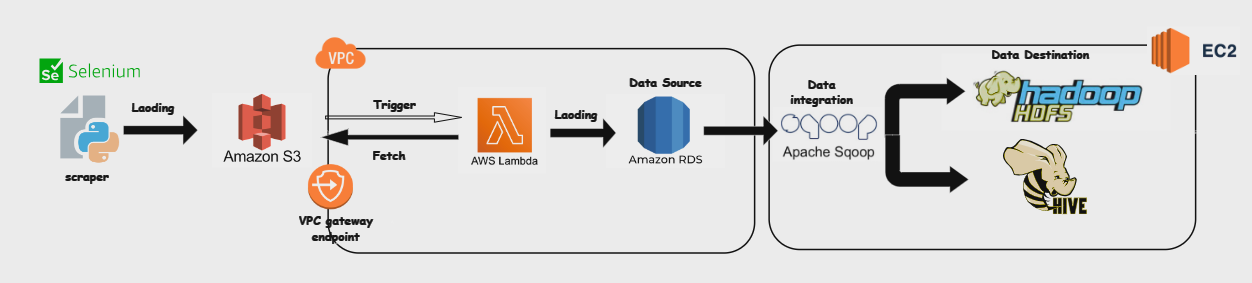 Se Selenium
Laoding
scraper
Amazon S3
VPC
Trigger
Fetch
VPC gateway
endpoint
AWS Lambda
Laoding
Data Source
Amazon RDS
Data
integration
sqoop
Apache Sqoop
Data Destination
hadoop
HDFS
HIVE
EC2